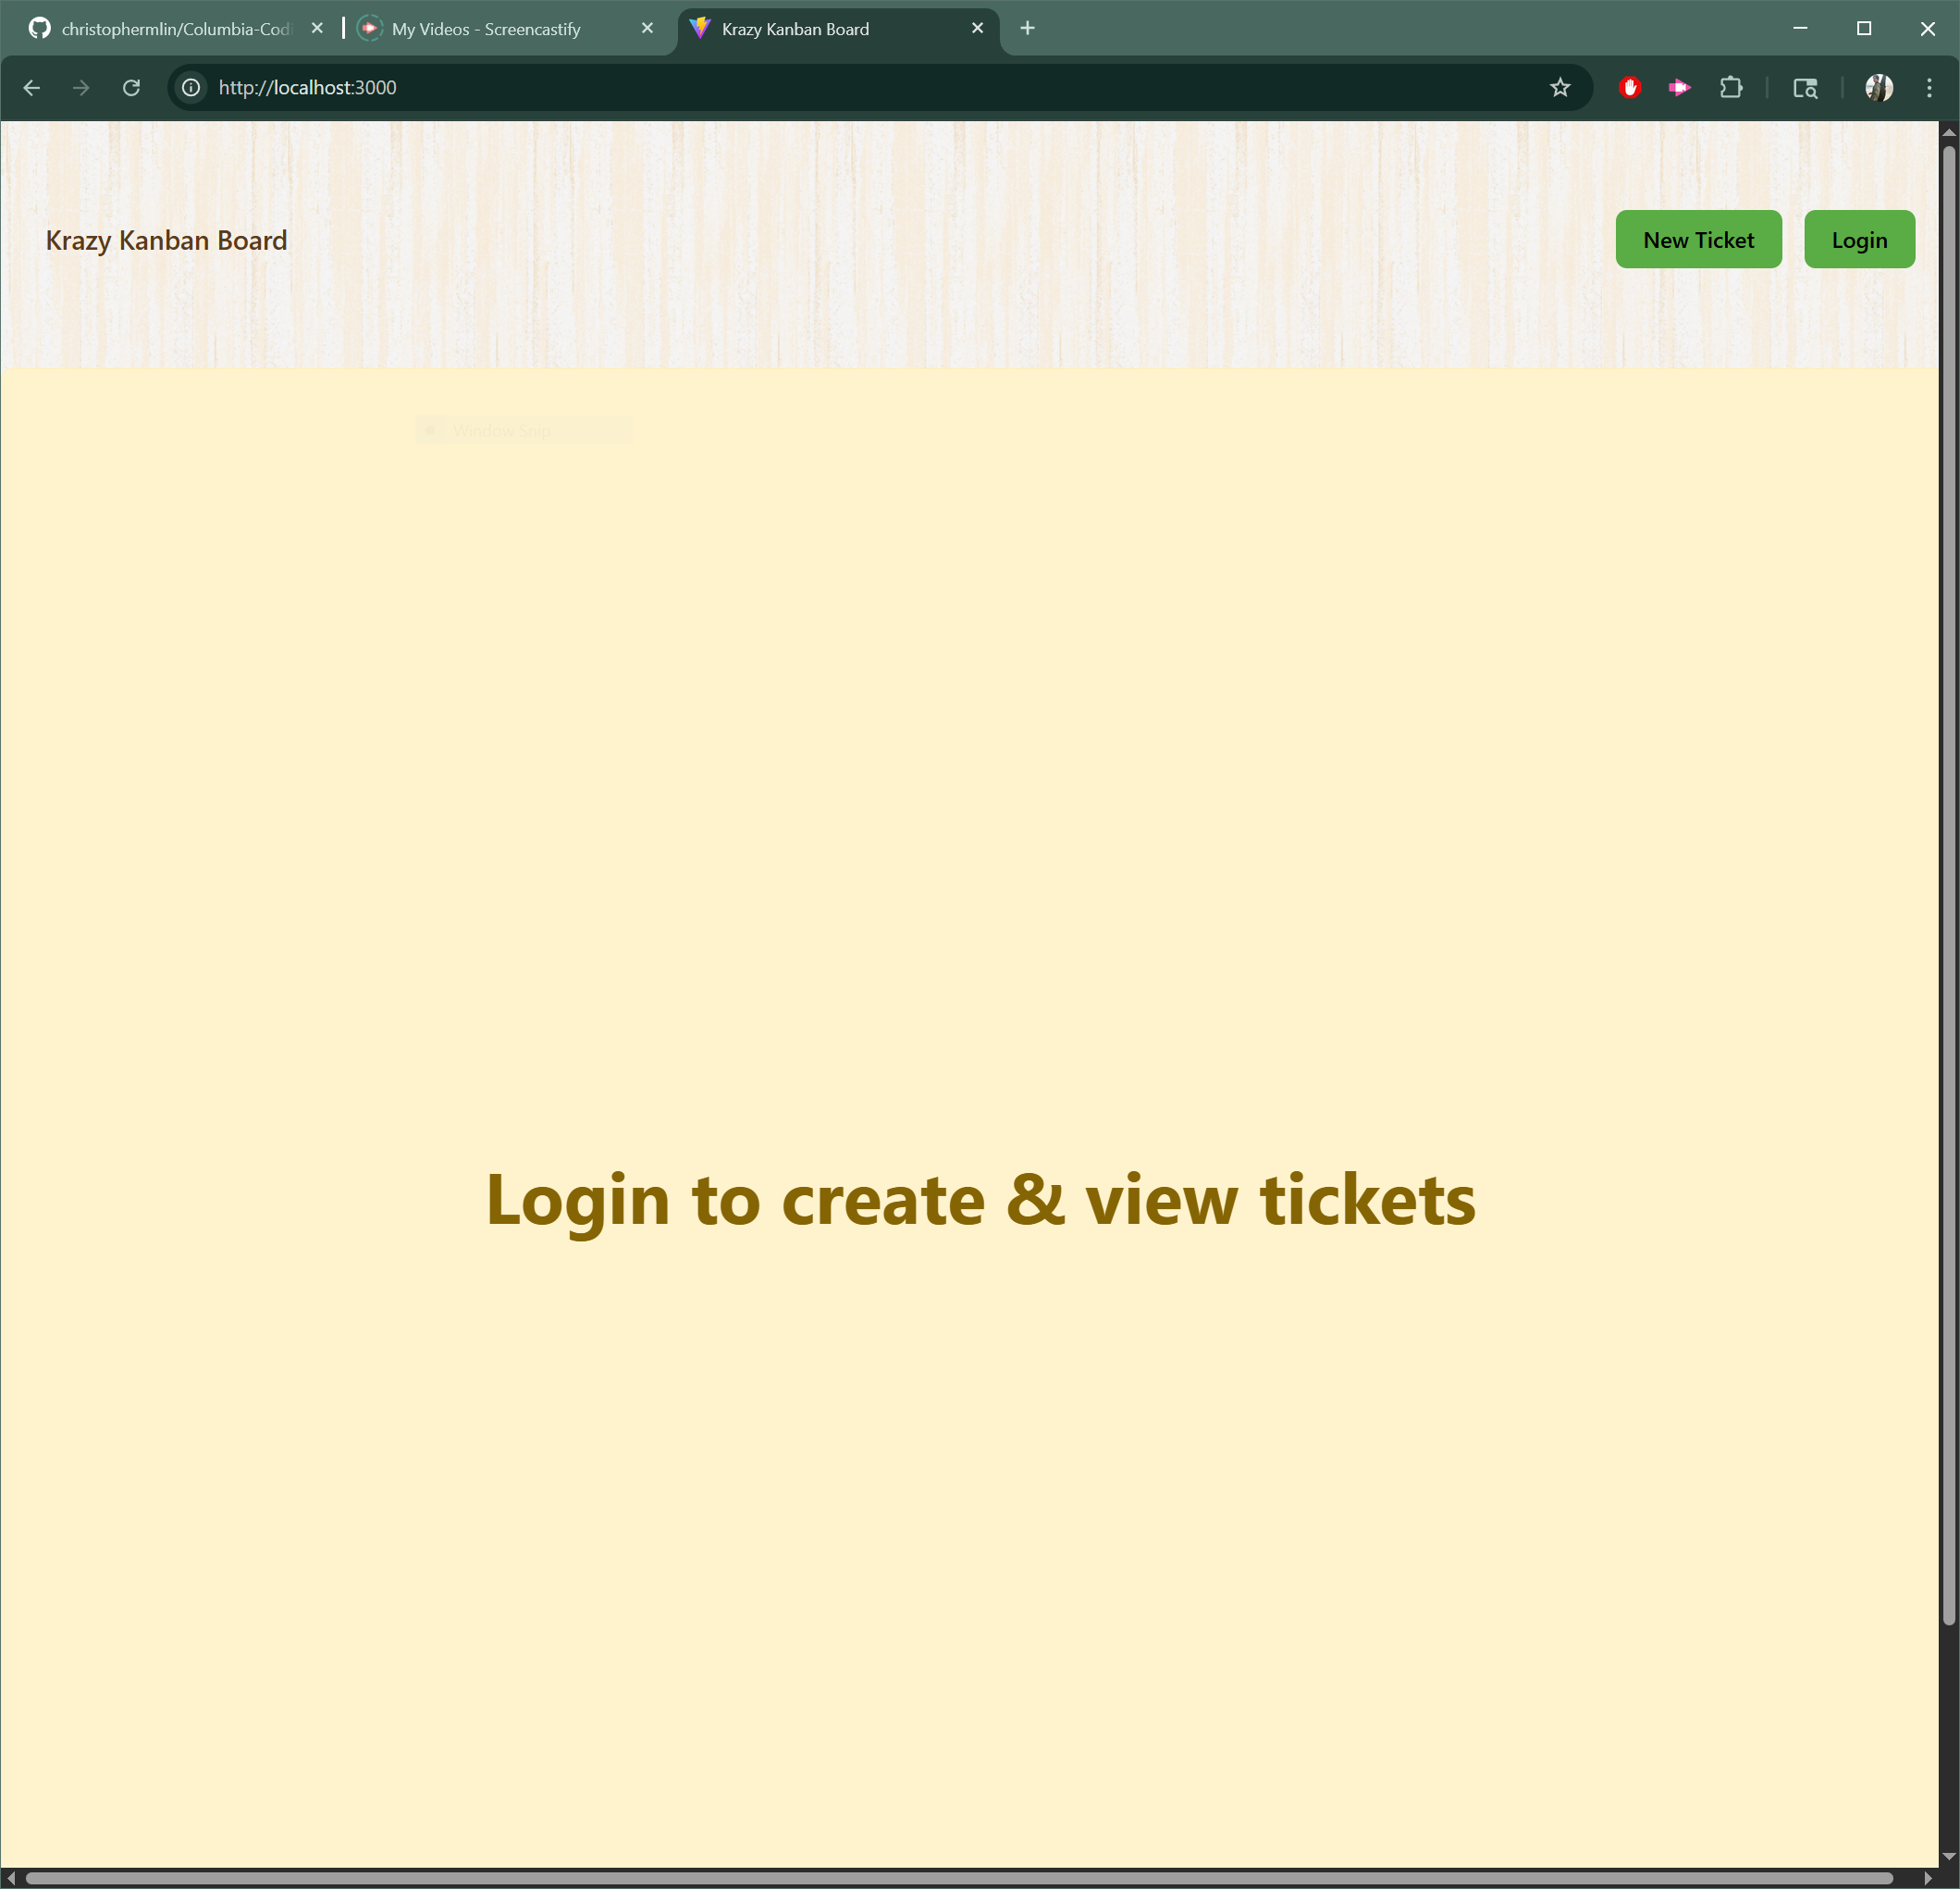 christophermlin/Columbia-Codi
My Videos - Screencastify
Krazy Kanban Board
http://localhost:3000
Krazy Kanban Board
New Ticket
Login
Window Snip
Login to create & view tickets